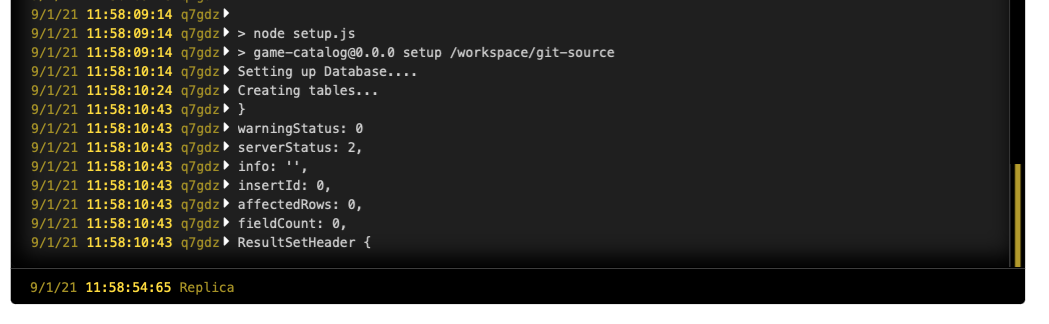 9/1/21 11:58:09:14 q7gdz
9/1/21 11:58:09:14 q7gdz > node setup.js
9/1/21 11:58:09:14 q7gdz > game-catalog@0.0.0 setup /workspace/git-source
9/1/21 11:58:10:14 q7gdz Setting up Database....
9/1/21 11:58:10:24 q7gdz Creating tables...
9/1/21 11:58:10:43 q7gdz }
9/1/21 11:58:10:43 q7gdz warningStatus: 0
9/1/21 11:58:10:43 q7gdz serverStatus: 2,
9/1/21 11:58:10:43 q7gdz info: '',
9/1/21 11:58:10:43 q7gdz insertId: 0,
9/1/21 11:58:10:43 q7gdz affectedRows: 0,
9/1/21 11:58:10:43 q7gdz fieldCount: 0,
9/1/21 11:58:10:43 q7gdz ResultSetHeader {
9/1/21 11:58:54:65 Replica